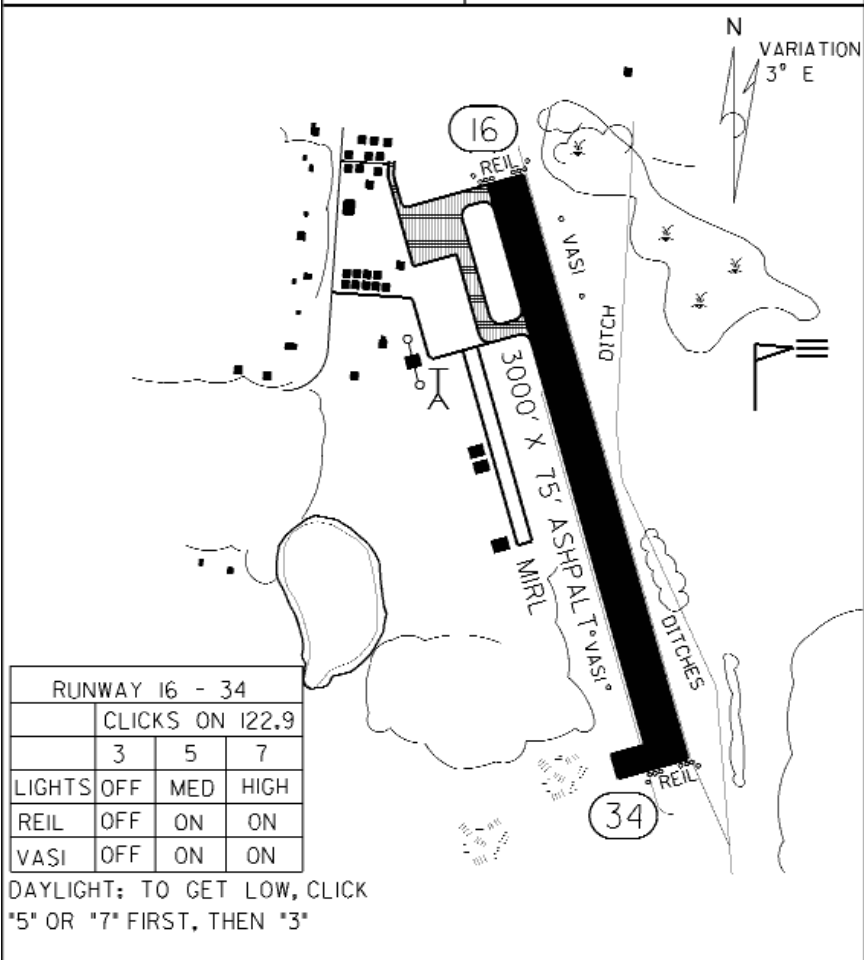 N
VARIATION
3° E
16
REIL
VASI
DITCH
3000' X 75' ASHPALT
MIRL
VASI
DITCHES
REIL
34
RUNWAY 16 - 34
CLICKS ON 122.9
3 5 7
LIGHTS OFF MED HIGH
REIL OFF ON ON
VASI OFF ON ON
DAYLIGHT: TO GET LOW, CLICK
"5" OR "7" FIRST, THEN "3"